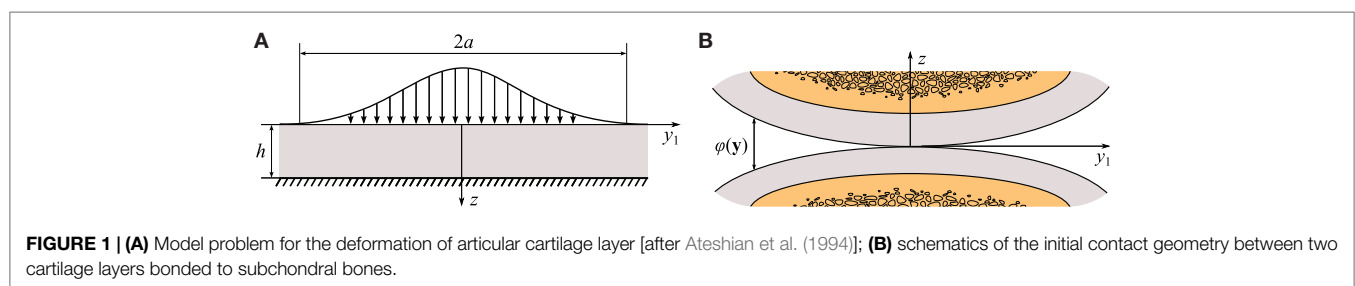 A
2a
y₁
h
z
B
z
φ(y)
y₁
FIGURE 1 | (A) Model problem for the deformation of articular cartilage layer [after Ateshian et al. (1994)]; (B) schematics of the initial contact geometry between two
cartilage layers bonded to subchondral bones.